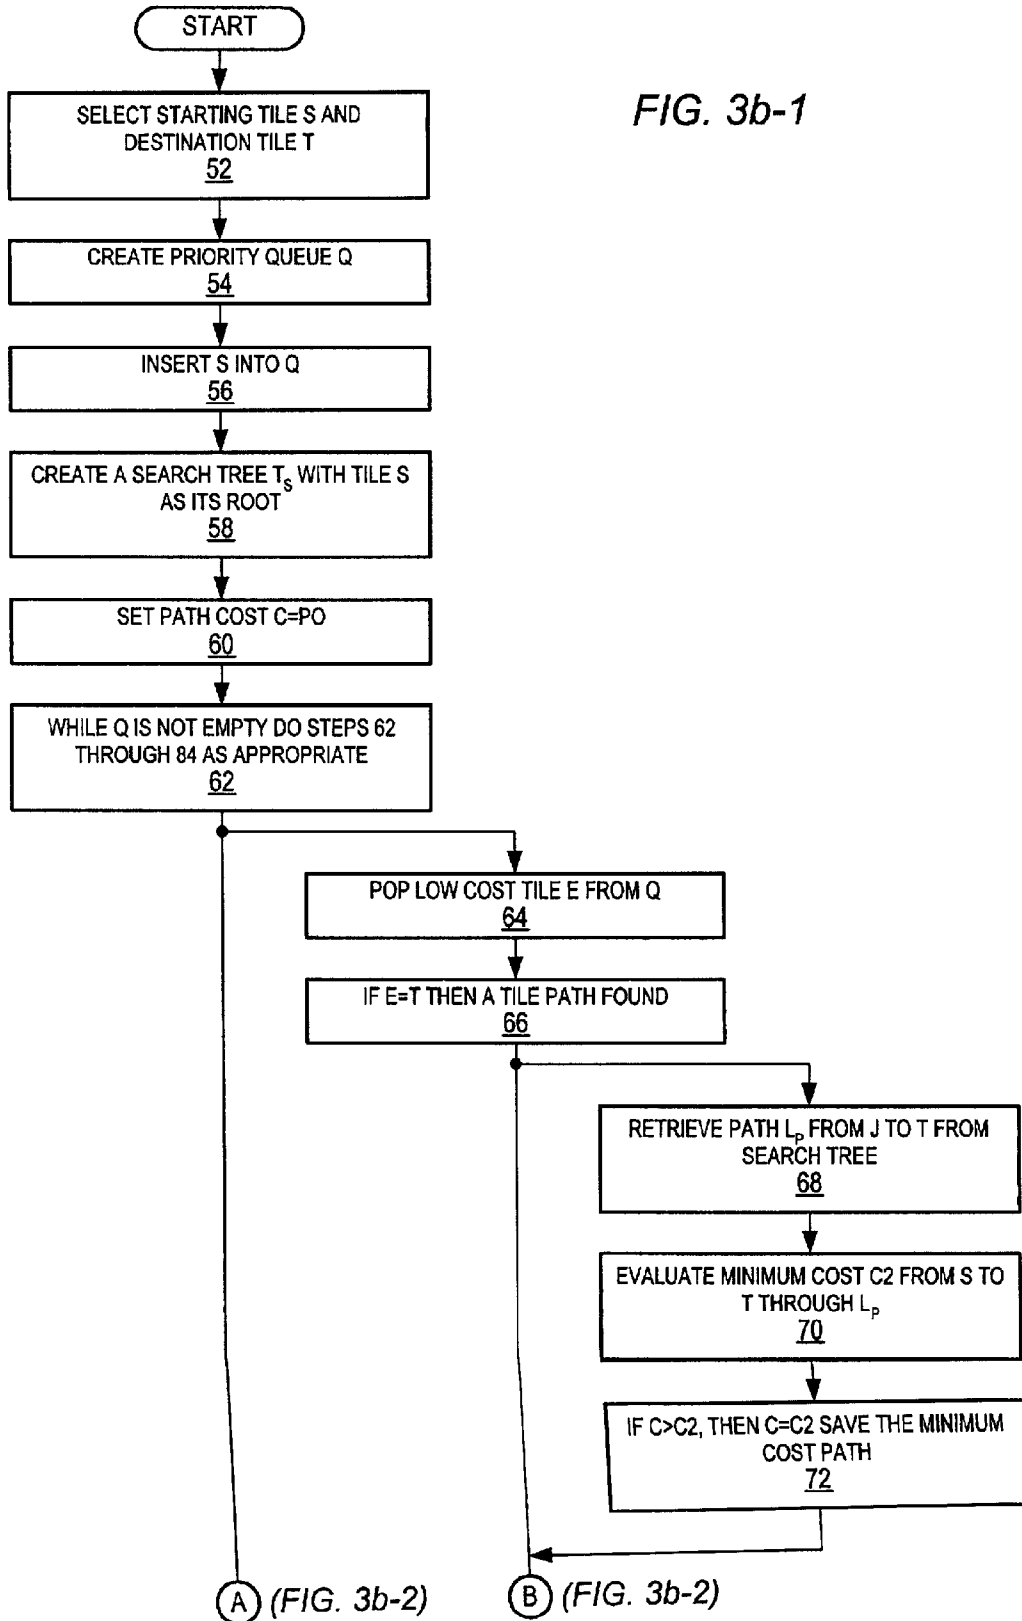 START
FIG. 3b-1
SELECT STARTING TILE S AND
DESTINATION TILE T
52
CREATE PRIORITY QUEUE Q
54
INSERT S INTO Q
56
CREATE A SEARCH TREE TS WITH TILE S
AS ITS ROOT
58
SET PATH COST C=PO
60
WHILE Q IS NOT EMPTY DO STEPS 62
THROUGH 84 AS APPROPRIATE
62
POP LOW COST TILE E FROM Q
64
IF E=T THEN A TILE PATH FOUND
66
RETRIEVE PATH LP FROM J TO T FROM
SEARCH TREE
68
EVALUATE MINIMUM COST C2 FROM S TO
T THROUGH LP
70
IF C>C2, THEN C=C2 SAVE THE MINIMUM
COST PATH
72
A (FIG. 3b-2)
B (FIG. 3b-2)